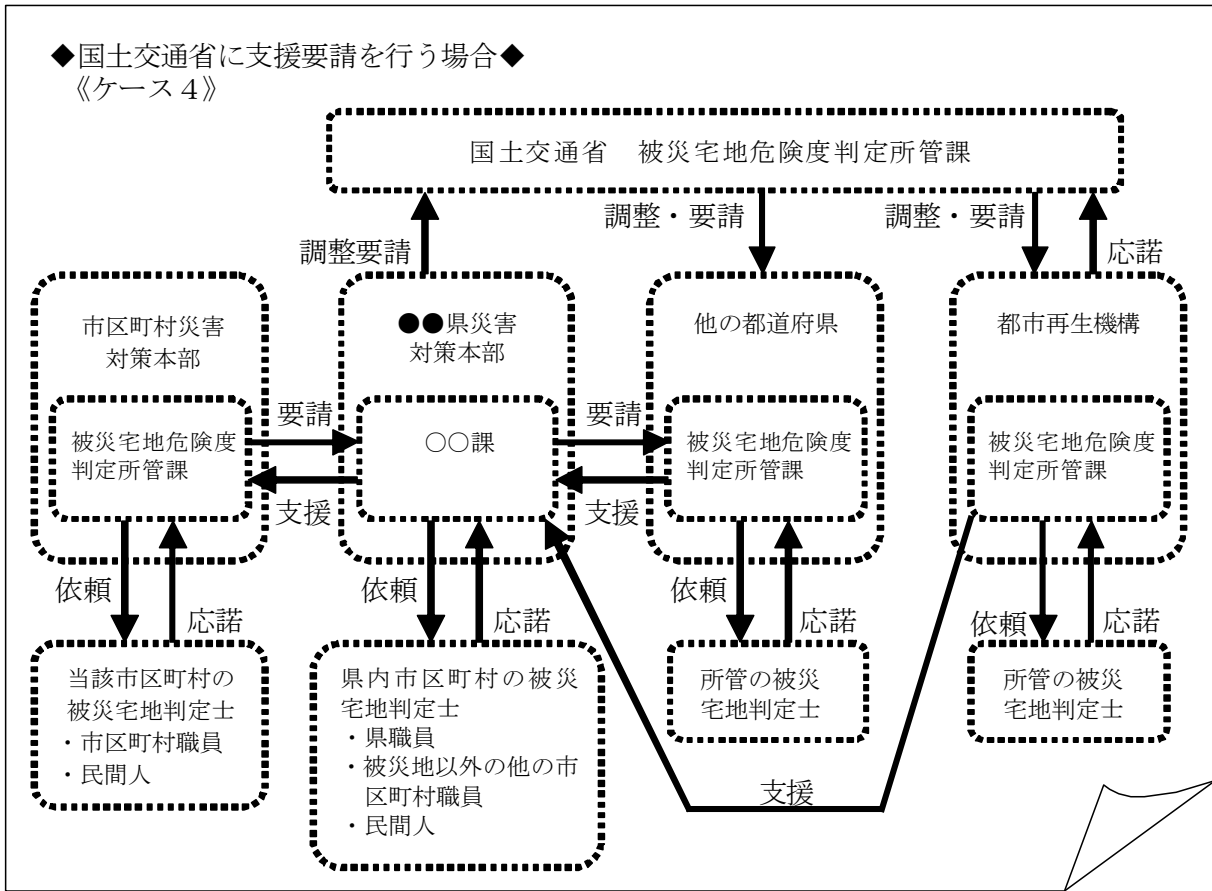 ◆国土交通省に支援要請を行う場合◆
《ケース４》
国土交通省　被災宅地危険度判定所管課
調整要請
調整・要請
調整・要請
応諾
市区町村災害
対策本部
●●県災害
対策本部
他の都道府県
都市再生機構
被災宅地危険度
判定所管課
要請
支援
〇〇課
要請
支援
被災宅地危険度
判定所管課
被災宅地危険度
判定所管課
依頼
応諾
依頼
応諾
依頼
応諾
依頼
応諾
当該市区町村の
被災宅地判定士
・市区町村職員
・民間人
県内市区町村の被災
宅地判定士
・県職員
・被災地以外の他の市
区町村職員
・民間人
所管の被災
宅地判定士
所管の被災
宅地判定士
支援